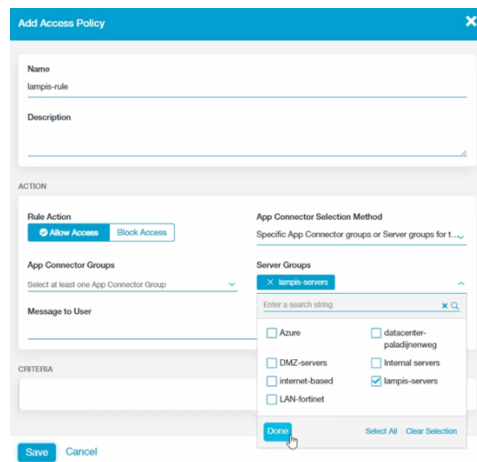 Add Access Policy
Name
lampis-rule
Description
ACTION
Rule Action
App Connector Selection Method
Allow Access
Block Access
Specific App Connector groups or Server groups for t...
App Connector Groups
Server Groups
Select at least one App Connector Group
lampis-servers
Message to User
Enter a search string
Azure
datacenter-
paladijnenweg
DMZ-servers
Internal servers
CRITERIA
internet-based
lampis-servers
LAN-fortinet
Done
Select All
Clear Selection
Save
Cancel